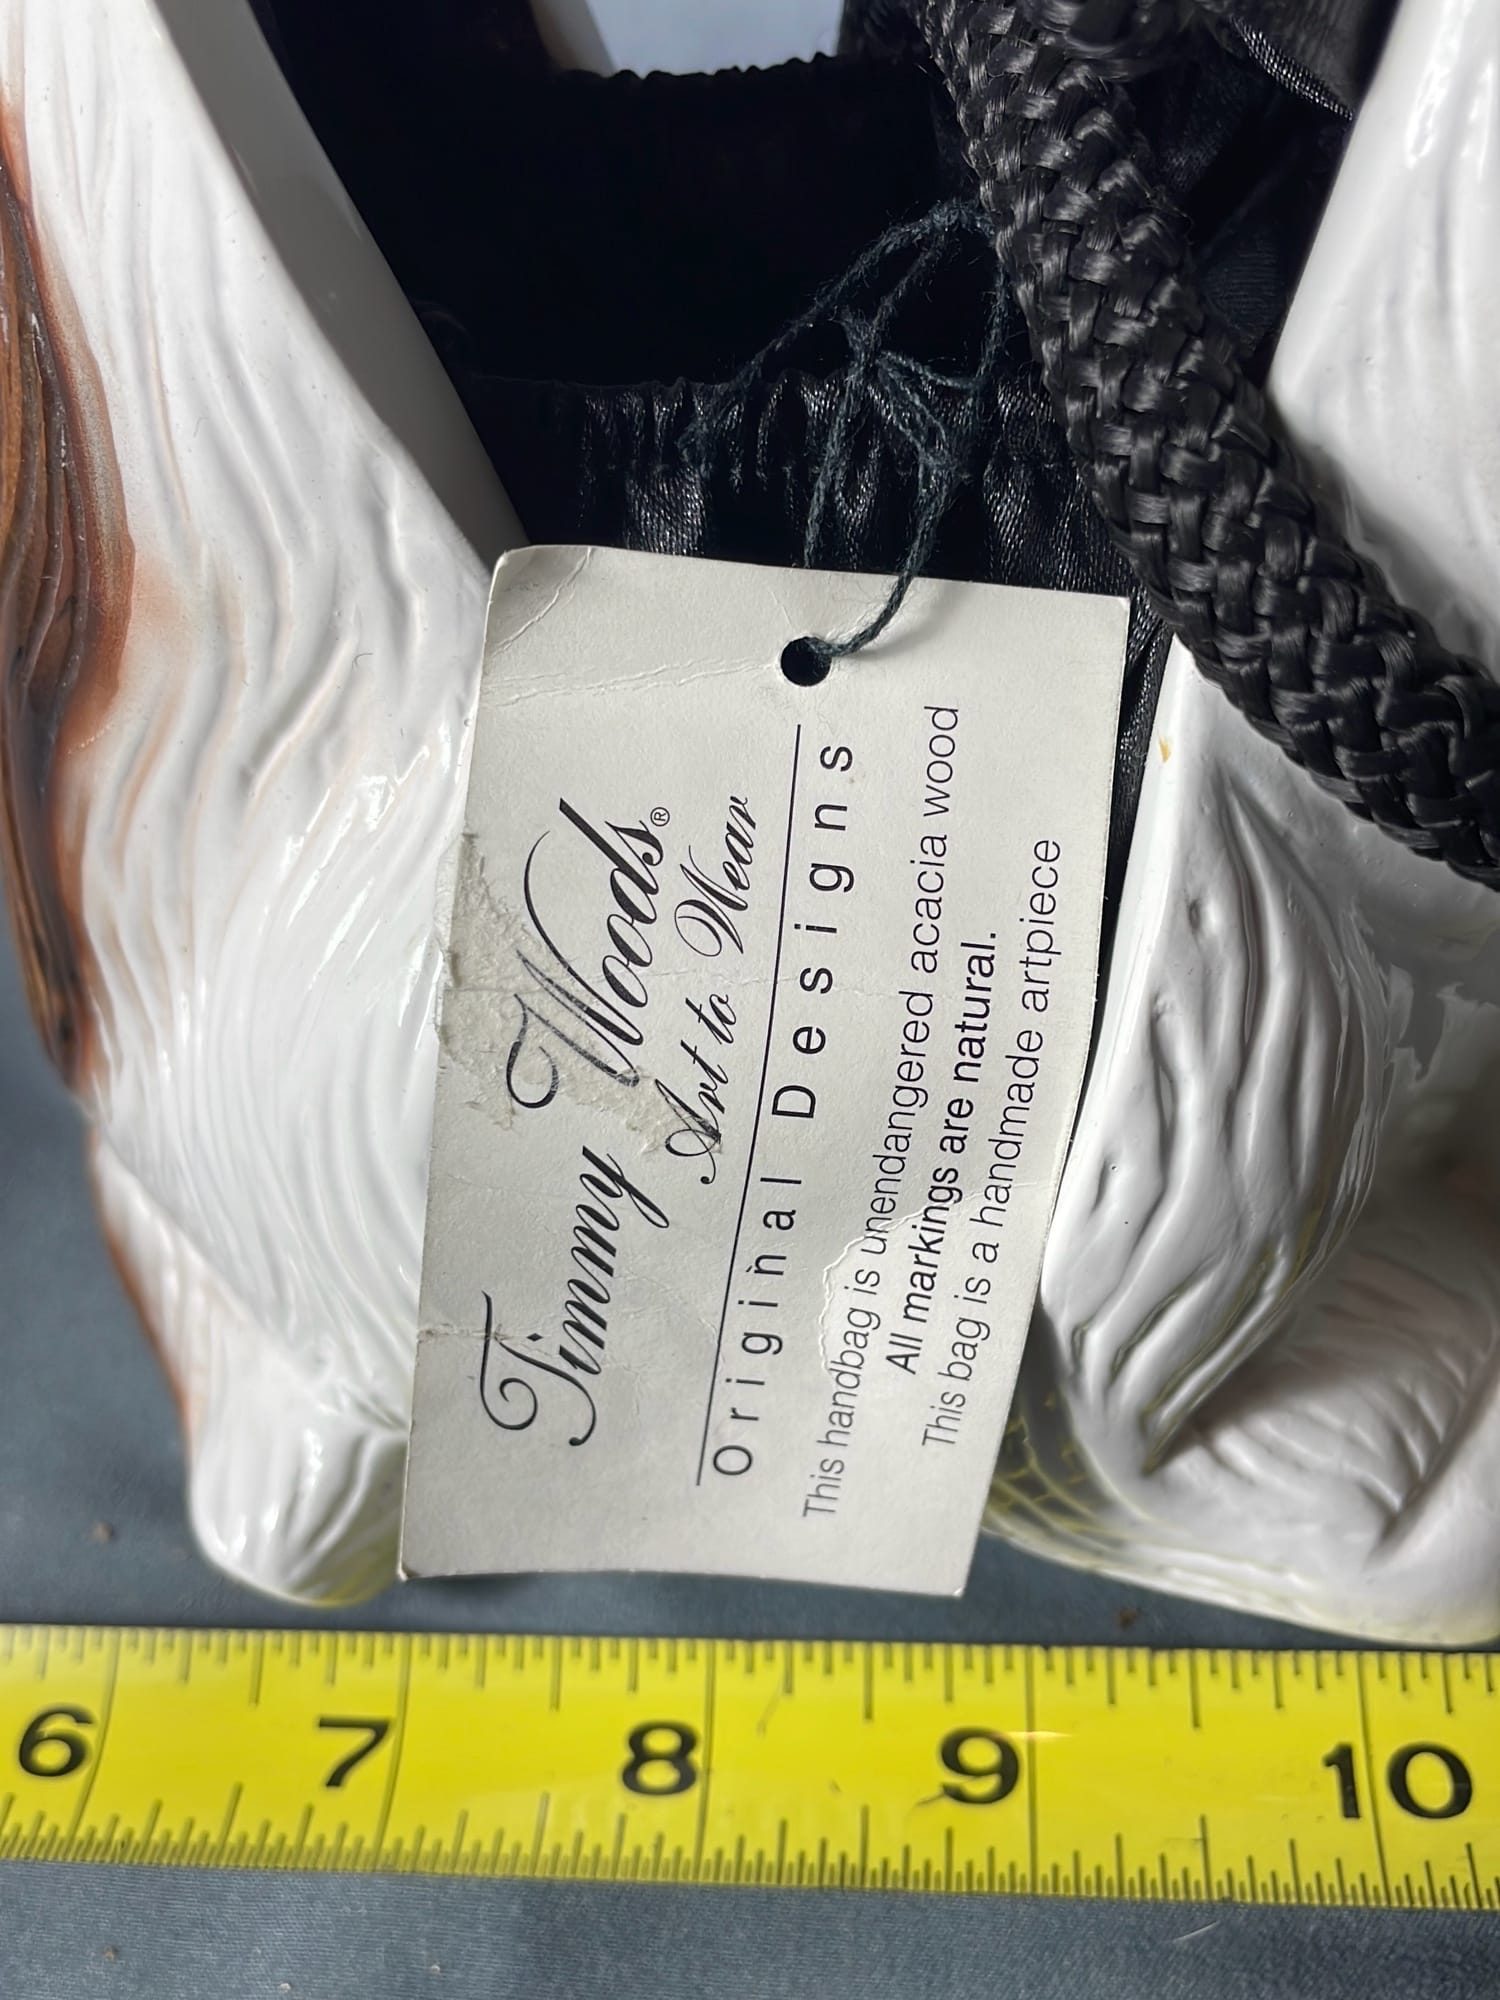 Timmy Woods®
Art to Wear
Original Designs
This handbag is unendangered acacia wood
All markings are natural.
This bag is a handmade artpiece
6 7 8 9 10